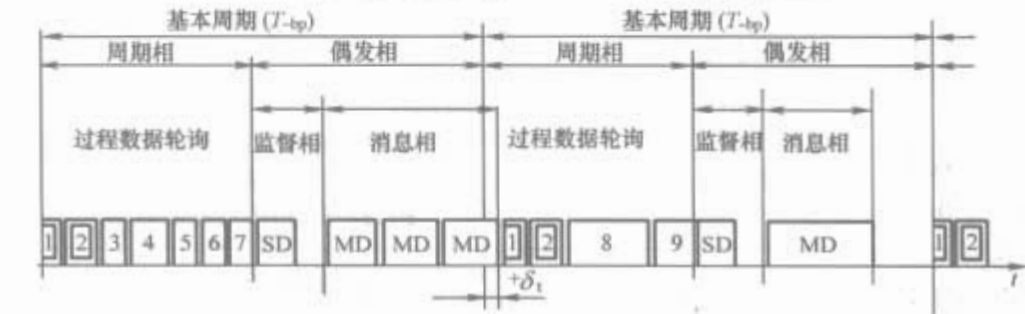 基本周期 (T-bp) 基本周期 (T-bp)
周期相 偶发相 周期相 偶发相
过程数据轮询 监督相 消息相 过程数据轮询 监督相 消息相
1 2 3 4 5 6 7 SD MD MD MD 1 2 8 9 SD MD 1 2
+δ₁ t